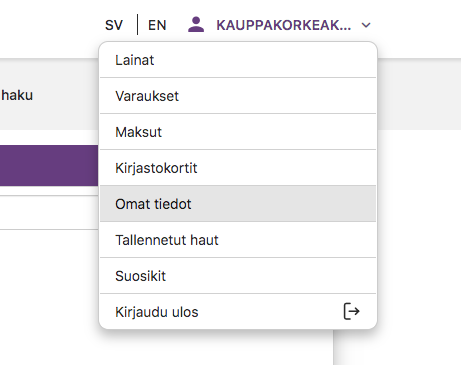 SV EN KAUPPAKORKEAK...
Lainat
haku
Varaukset
Maksut
Kirjastokortit
Omat tiedot
Tallennetut haut
Suosikit
Kirjaudu ulos